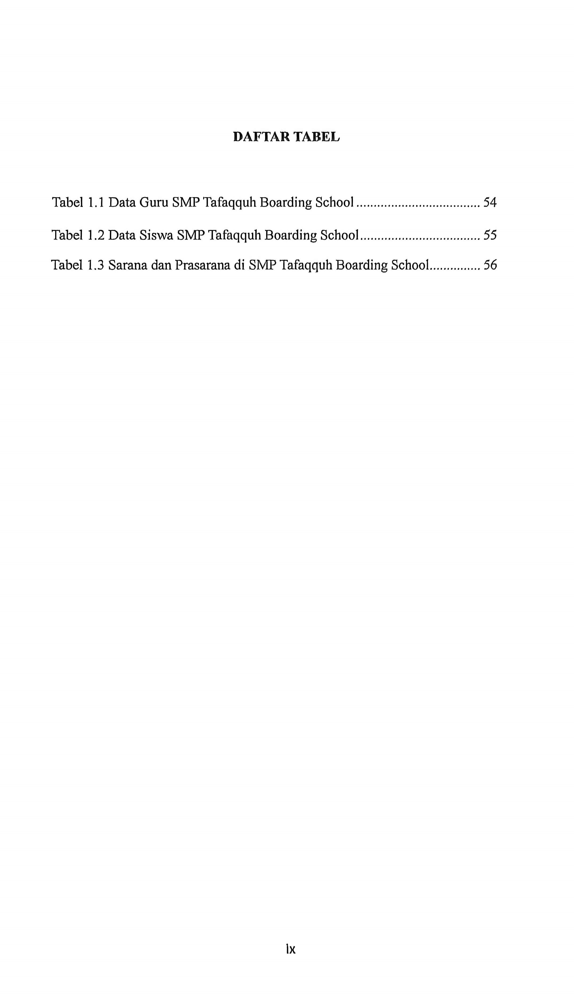 DAFTAR TABEL
Tabel 1.1 Data Guru SMP Tafaqquh Boarding School .................................... 54
Tabel 1.2 Data Siswa SMP Tafaqquh Boarding School................................... 55
Tabel 1.3 Sarana dan Prasarana di SMP Tafaqquh Boarding School............... 56
ix